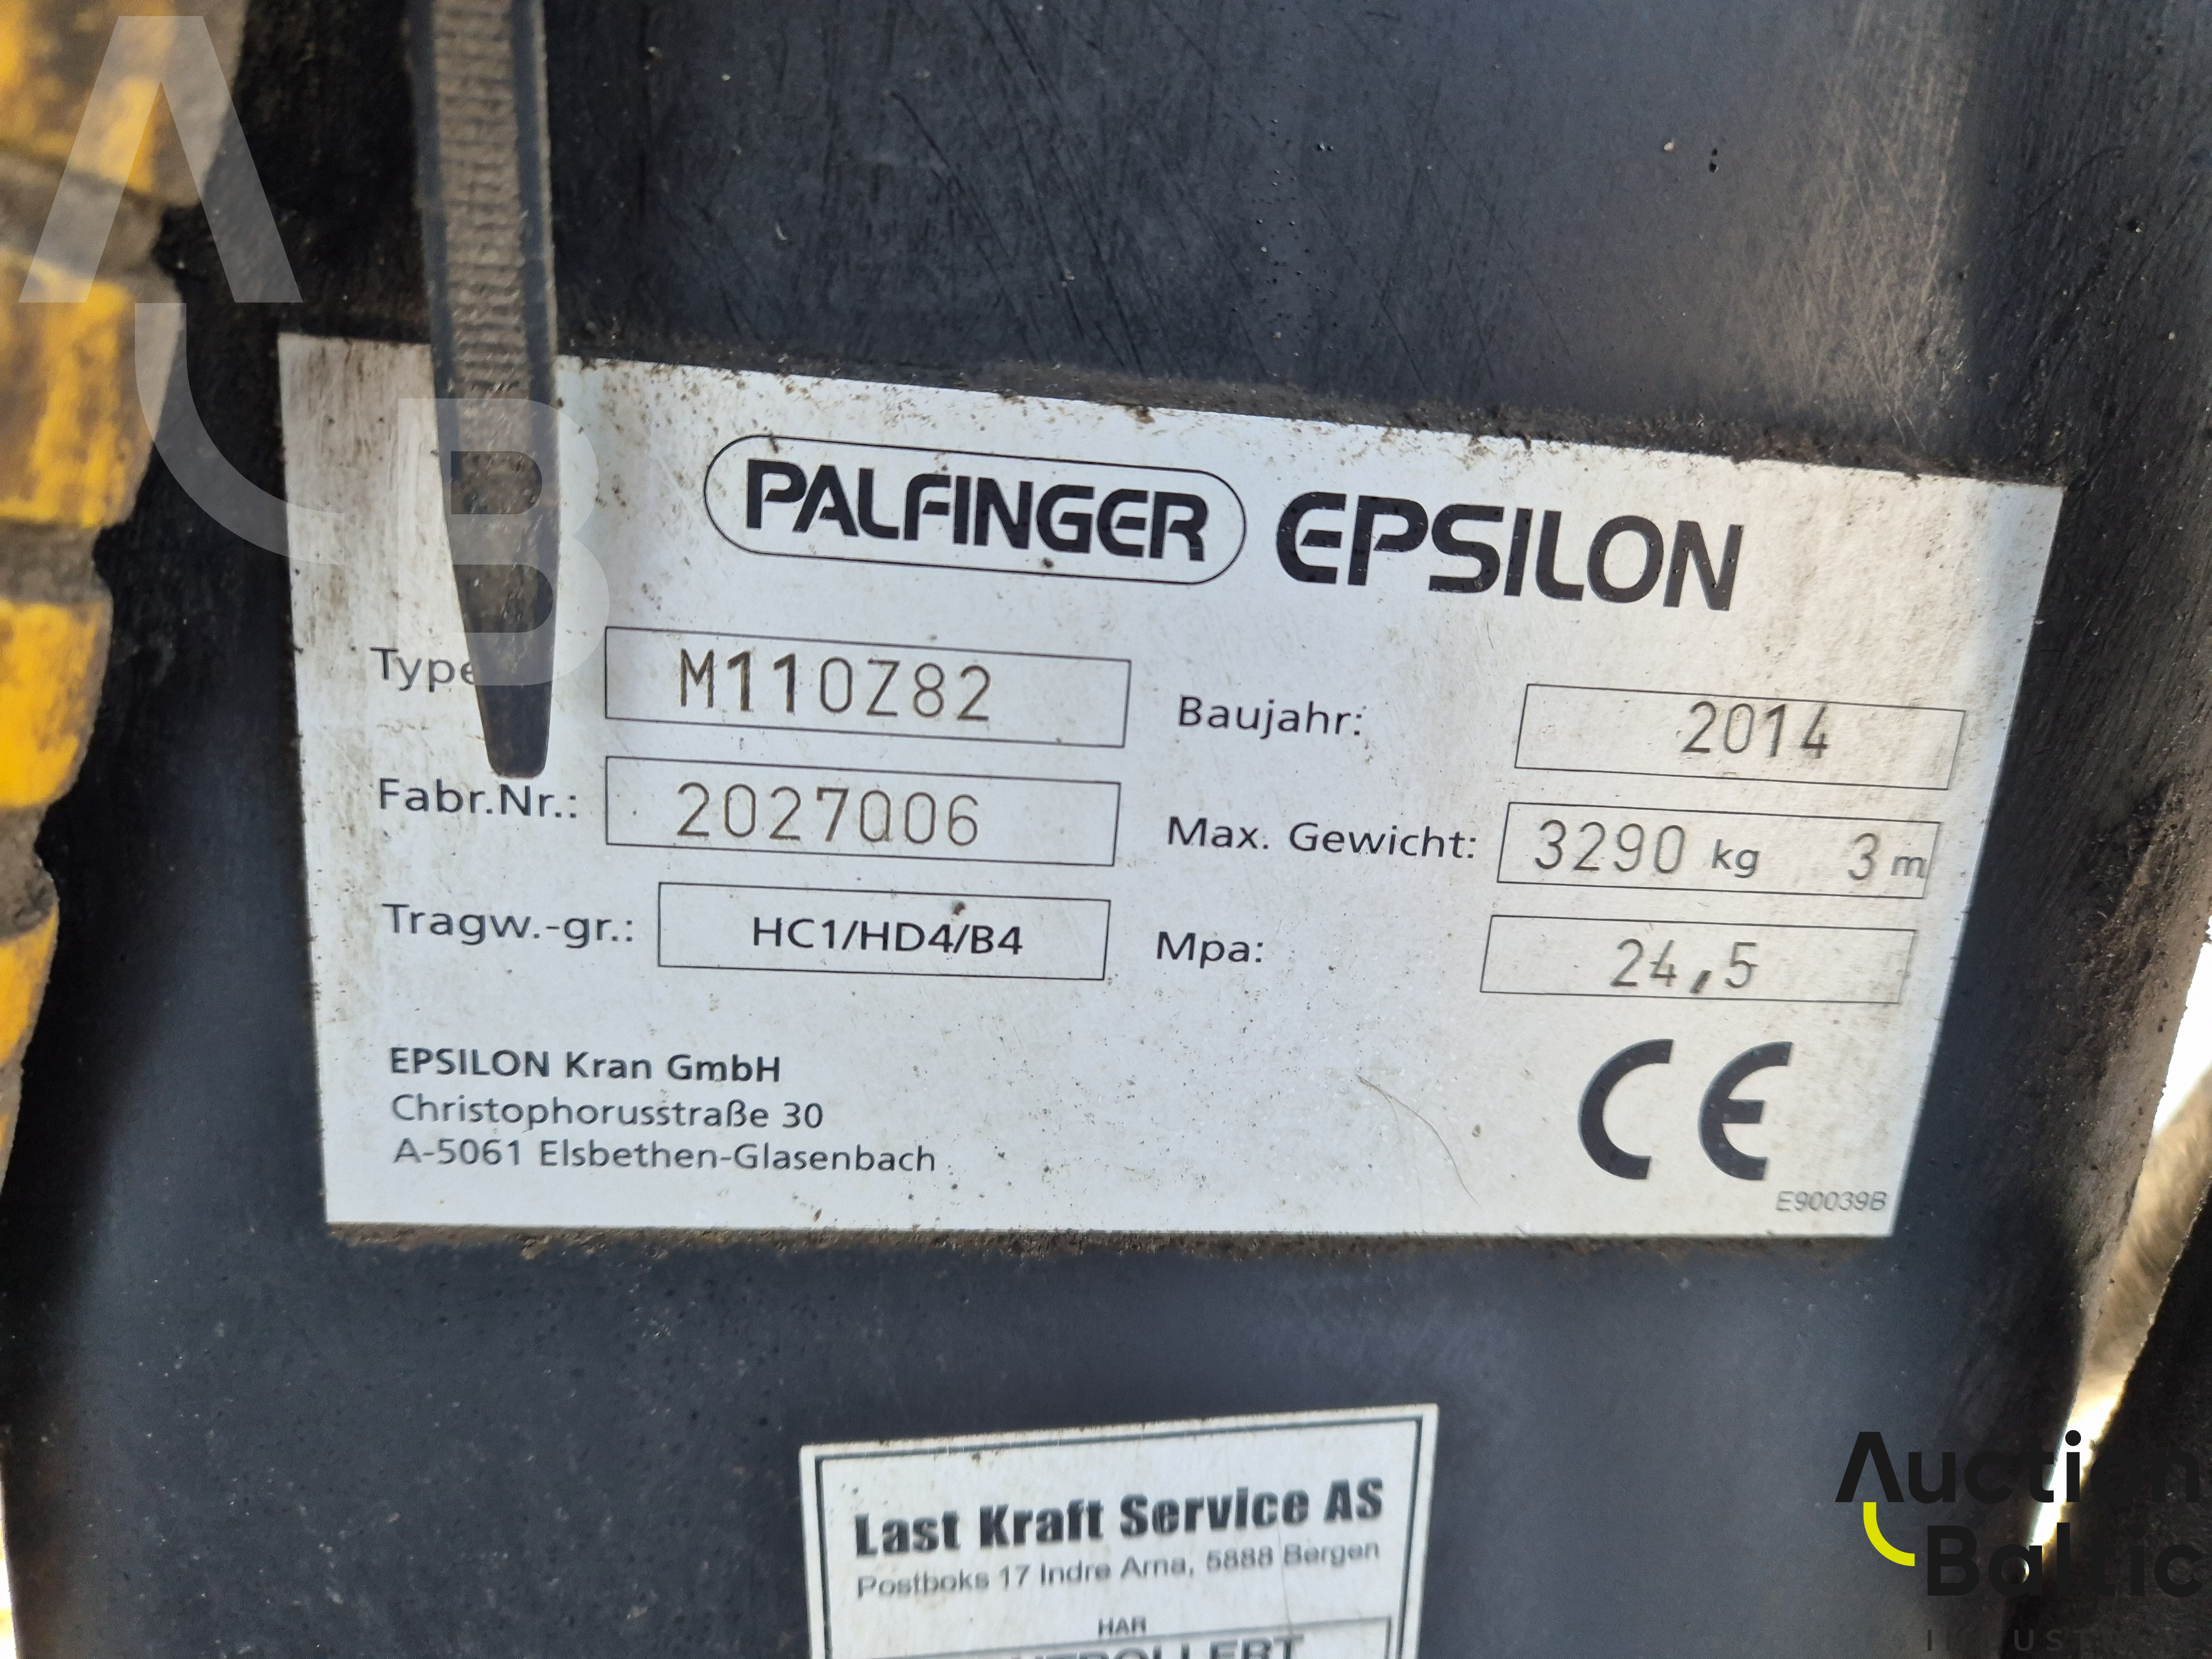 PALFINGER EPSILON
Type
M110Z82
Baujahr:
2014
Fabr.Nr.:
2027006
Max. Gewicht:
3290 kg 3 m
Tragw.-gr.:
HC1/HD4/B4
Mpa:
24,5
EPSILON Kran GmbH
Christophorusstraße 30
A-5061 Elsbethen-Glasenbach
CE
E90039B
Last Kraft Service AS
Postboks 17 Indre Arna, 5888 Bergen
HAR
AB
Auction
Baltic